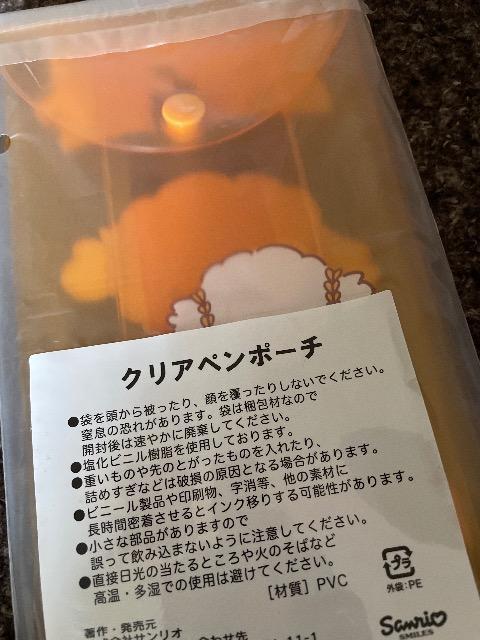 クリアペンポーチ
●袋を頭から被ったり、顔を覆ったりしないでください。
窒息の恐れがあります。袋は梱包材なので
開封後は速やかに廃棄してください。
●塩化ビニル樹脂を使用しております。
●重いものや先のとがったものを入れたり、
詰めすぎなどは破損の原因となる場合があります。
●ビニール製品や印刷物、字消等、他の素材に
長時間密着させるとインク移りする可能性があります。
●小さな部品がありますので
誤って飲み込まないように注意してください。
●直接日光の当たるところや火のそばなど
高温・多湿での使用は避けてください。
[材質] PVC
プラ
外袋:PE
著作・発売元
Sanrio
SMILES